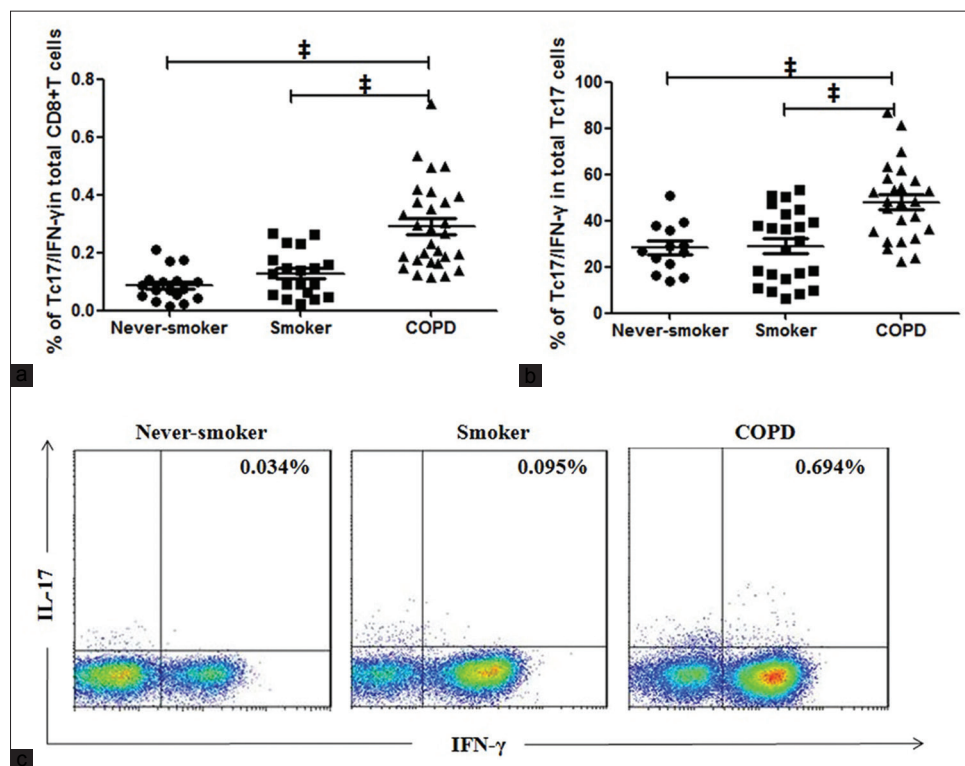 ‡
‡
% of Tc17/IFN-γin total CD8+T cells
0.8
0.6
0.4
0.2
0.0
Never-smoker Smoker COPD
a
‡
‡
% of Tc17/IFN-γ in total Tc17 cells
100
80
60
40
20
0
Never-smoker Smoker COPD
b
Never-smoker Smoker COPD
0.034% 0.095% 0.694%
IL-17
IFN-γ
c